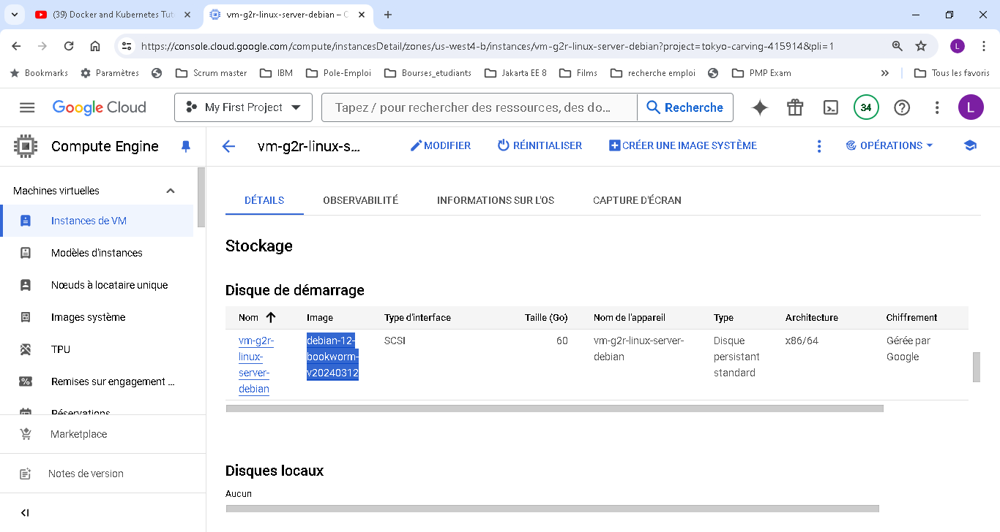 (39) Docker and Kubernetes Tut
vm-g2r-linux-server-debian – C
https://console.cloud.google.com/compute/instancesDetail/zones/us-west4-b/instances/vm-g2r-linux-server-debian?project=tokyo-carving-415914&pli=1
L
Bookmarks
Paramètres
Scrum master
IBM
Pole-Emploi
Bourses_etudiants
Jakarta EE 8
Films
recherche emploi
PMP Exam
Tous les favoris
Google Cloud
My First Project
Tapez / pour rechercher des ressources, des do...
Recherche
34
L
Compute Engine
vm-g2r-linux-s...
MODIFIER
RÉINITIALISER
CRÉER UNE IMAGE SYSTÈME
OPÉRATIONS
Machines virtuelles
Instances de VM
Modèles d'instances
Nœuds à locataire unique
Images système
TPU
Remises sur engagement ...
Réservations
Marketplace
Notes de version
DÉTAILS
OBSERVABILITÉ
INFORMATIONS SUR L'OS
CAPTURE D'ÉCRAN
Stockage
Disque de démarrage
Nom Image Type d'interface Taille (Go) Nom de l'appareil Type Architecture Chiffrement
vm-g2r- debian-12- SCSI 60 vm-g2r-linux-server- Disque x86/64 Gérée par
linux- bookworm- debian persistant Google
server- v20240312 standard
debian
Disques locaux
Aucun